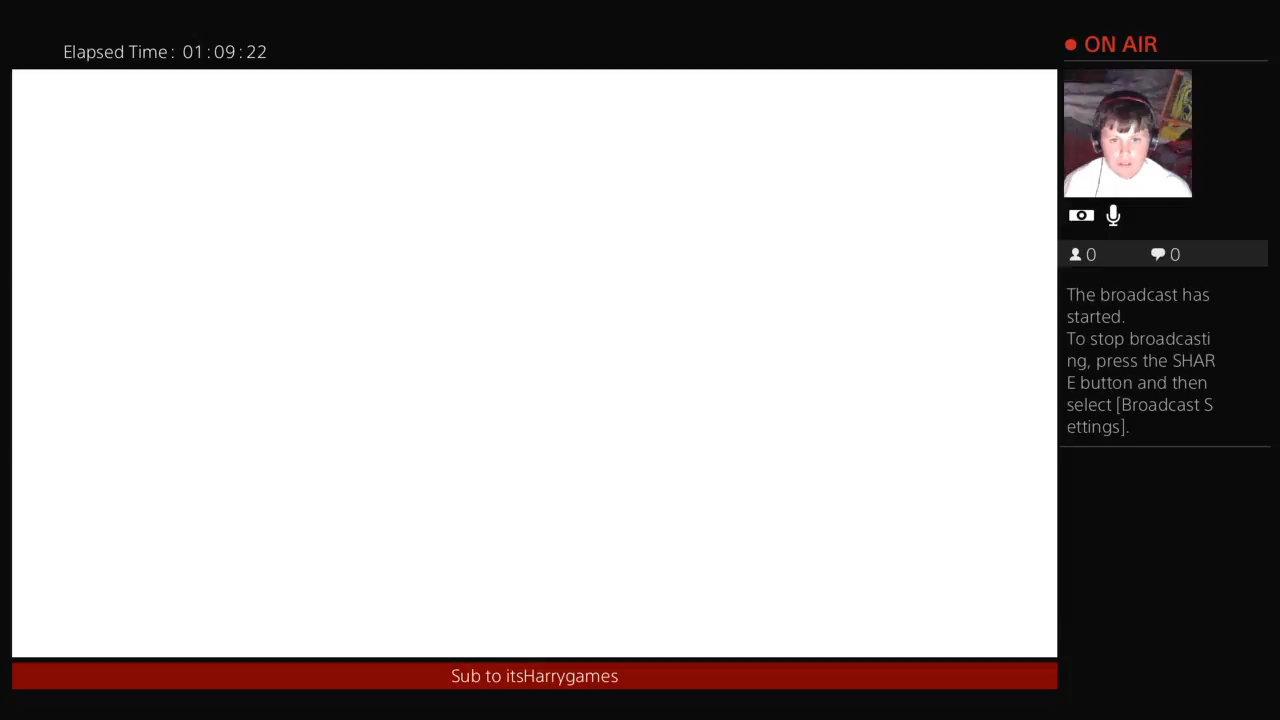 Elapsed Time: 01:09:22
ON AIR
0 0
The broadcast has
started.
To stop broadcasti
ng, press the SHAR
E button and then
select [Broadcast S
ettings].
Sub to itsHarrygames